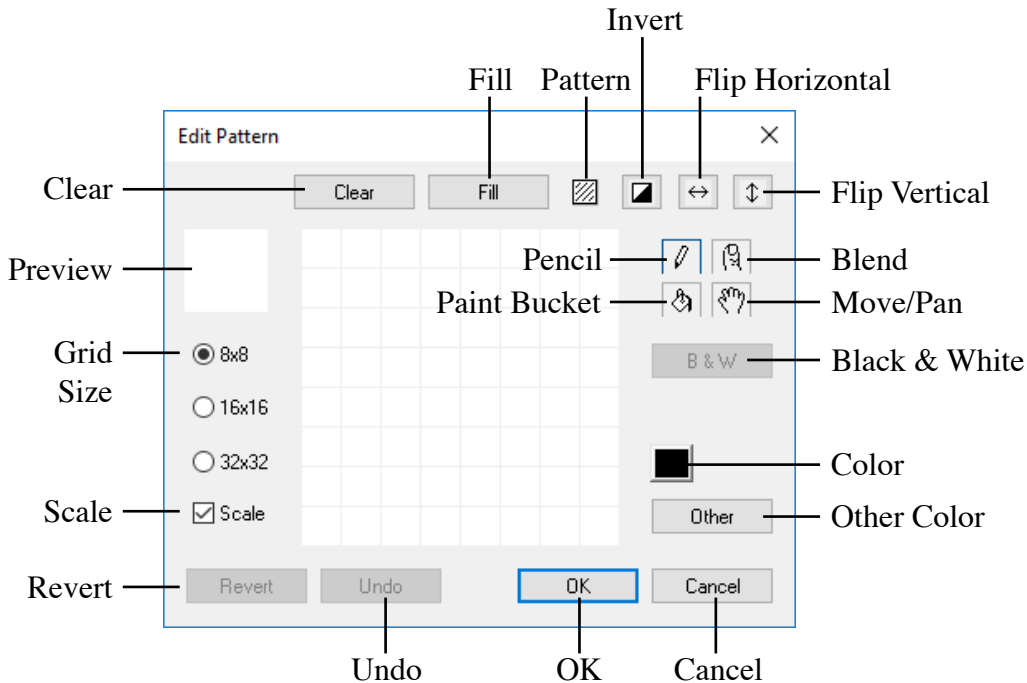 Invert
Fill Pattern Flip Horizontal
Edit Pattern
Clear Clear Fill Flip Vertical
Preview Pencil Blend
Paint Bucket Move/Pan
Grid 8x8 B & W Black & White
Size
16x16
32x32 Color
Scale Scale Other Other Color
Revert Revert Undo OK Cancel
Undo OK Cancel